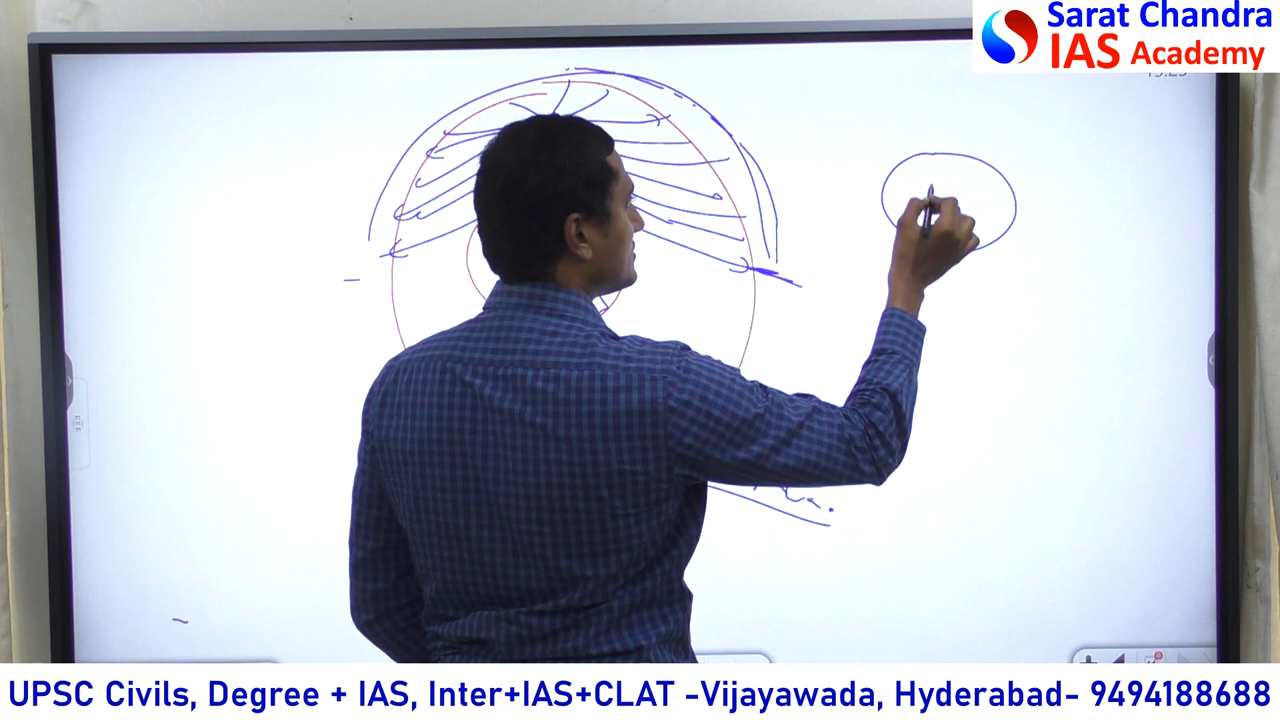 Sarat Chandra
IAS Academy
UPSC Civils, Degree + IAS, Inter+IAS+CLAT -Vijayawada, Hyderabad- 9494188688